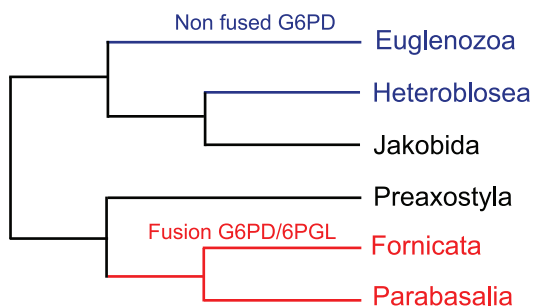 Non fused G6PD
Euglenozoa
Heteroblosea
Jakobida
Preaxostyla
Fusion G6PD/6PGL
Fornicata
Parabasalia